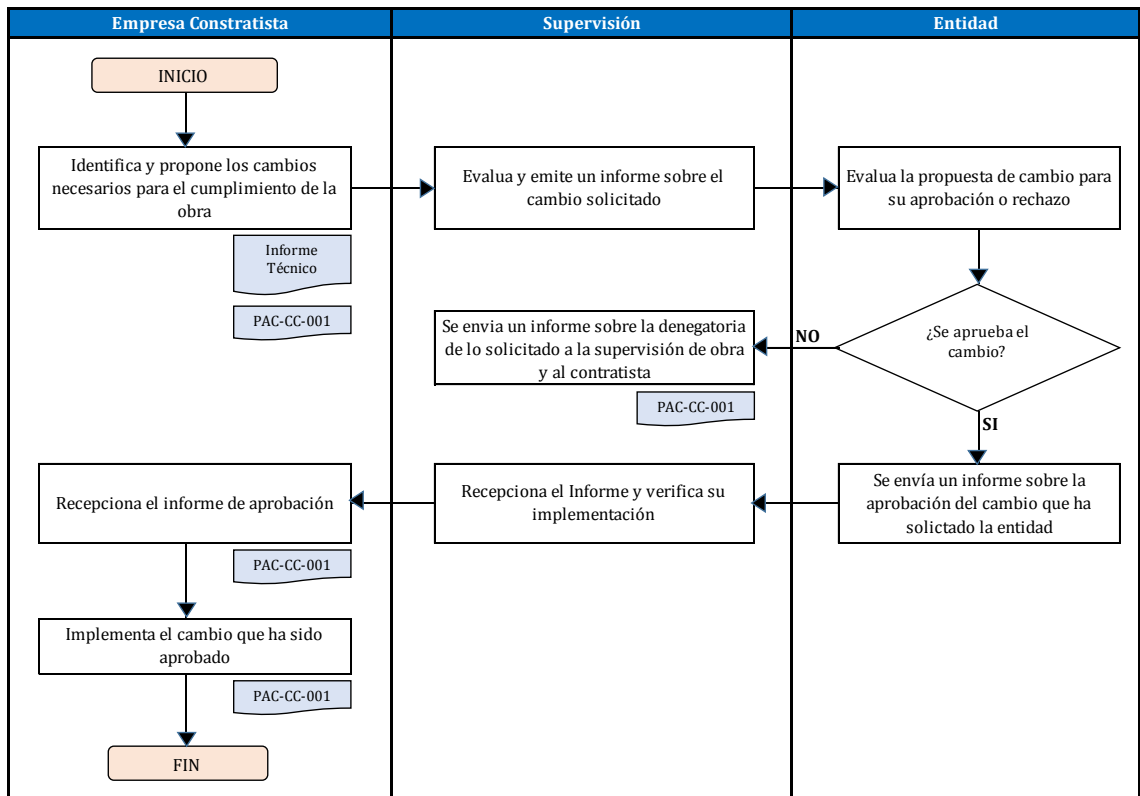 Empresa Constratista
Supervisión
Entidad
INICIO
Identifica y propone los cambios
necesarios para el cumplimiento de la
obra
Informe
Técnico
PAC-CC-001
Evalua y emite un informe sobre el
cambio solicitado
Evalua la propuesta de cambio para
su aprobación o rechazo
¿Se aprueba el
cambio?
NO
Se envia un informe sobre la denegatoria
de lo solicitado a la supervisión de obra
y al contratista
PAC-CC-001
SI
Se envía un informe sobre la
aprobación del cambio que ha
solictado la entidad
Recepciona el Informe y verifica su
implementación
Recepciona el informe de aprobación
PAC-CC-001
Implementa el cambio que ha sido
aprobado
PAC-CC-001
FIN